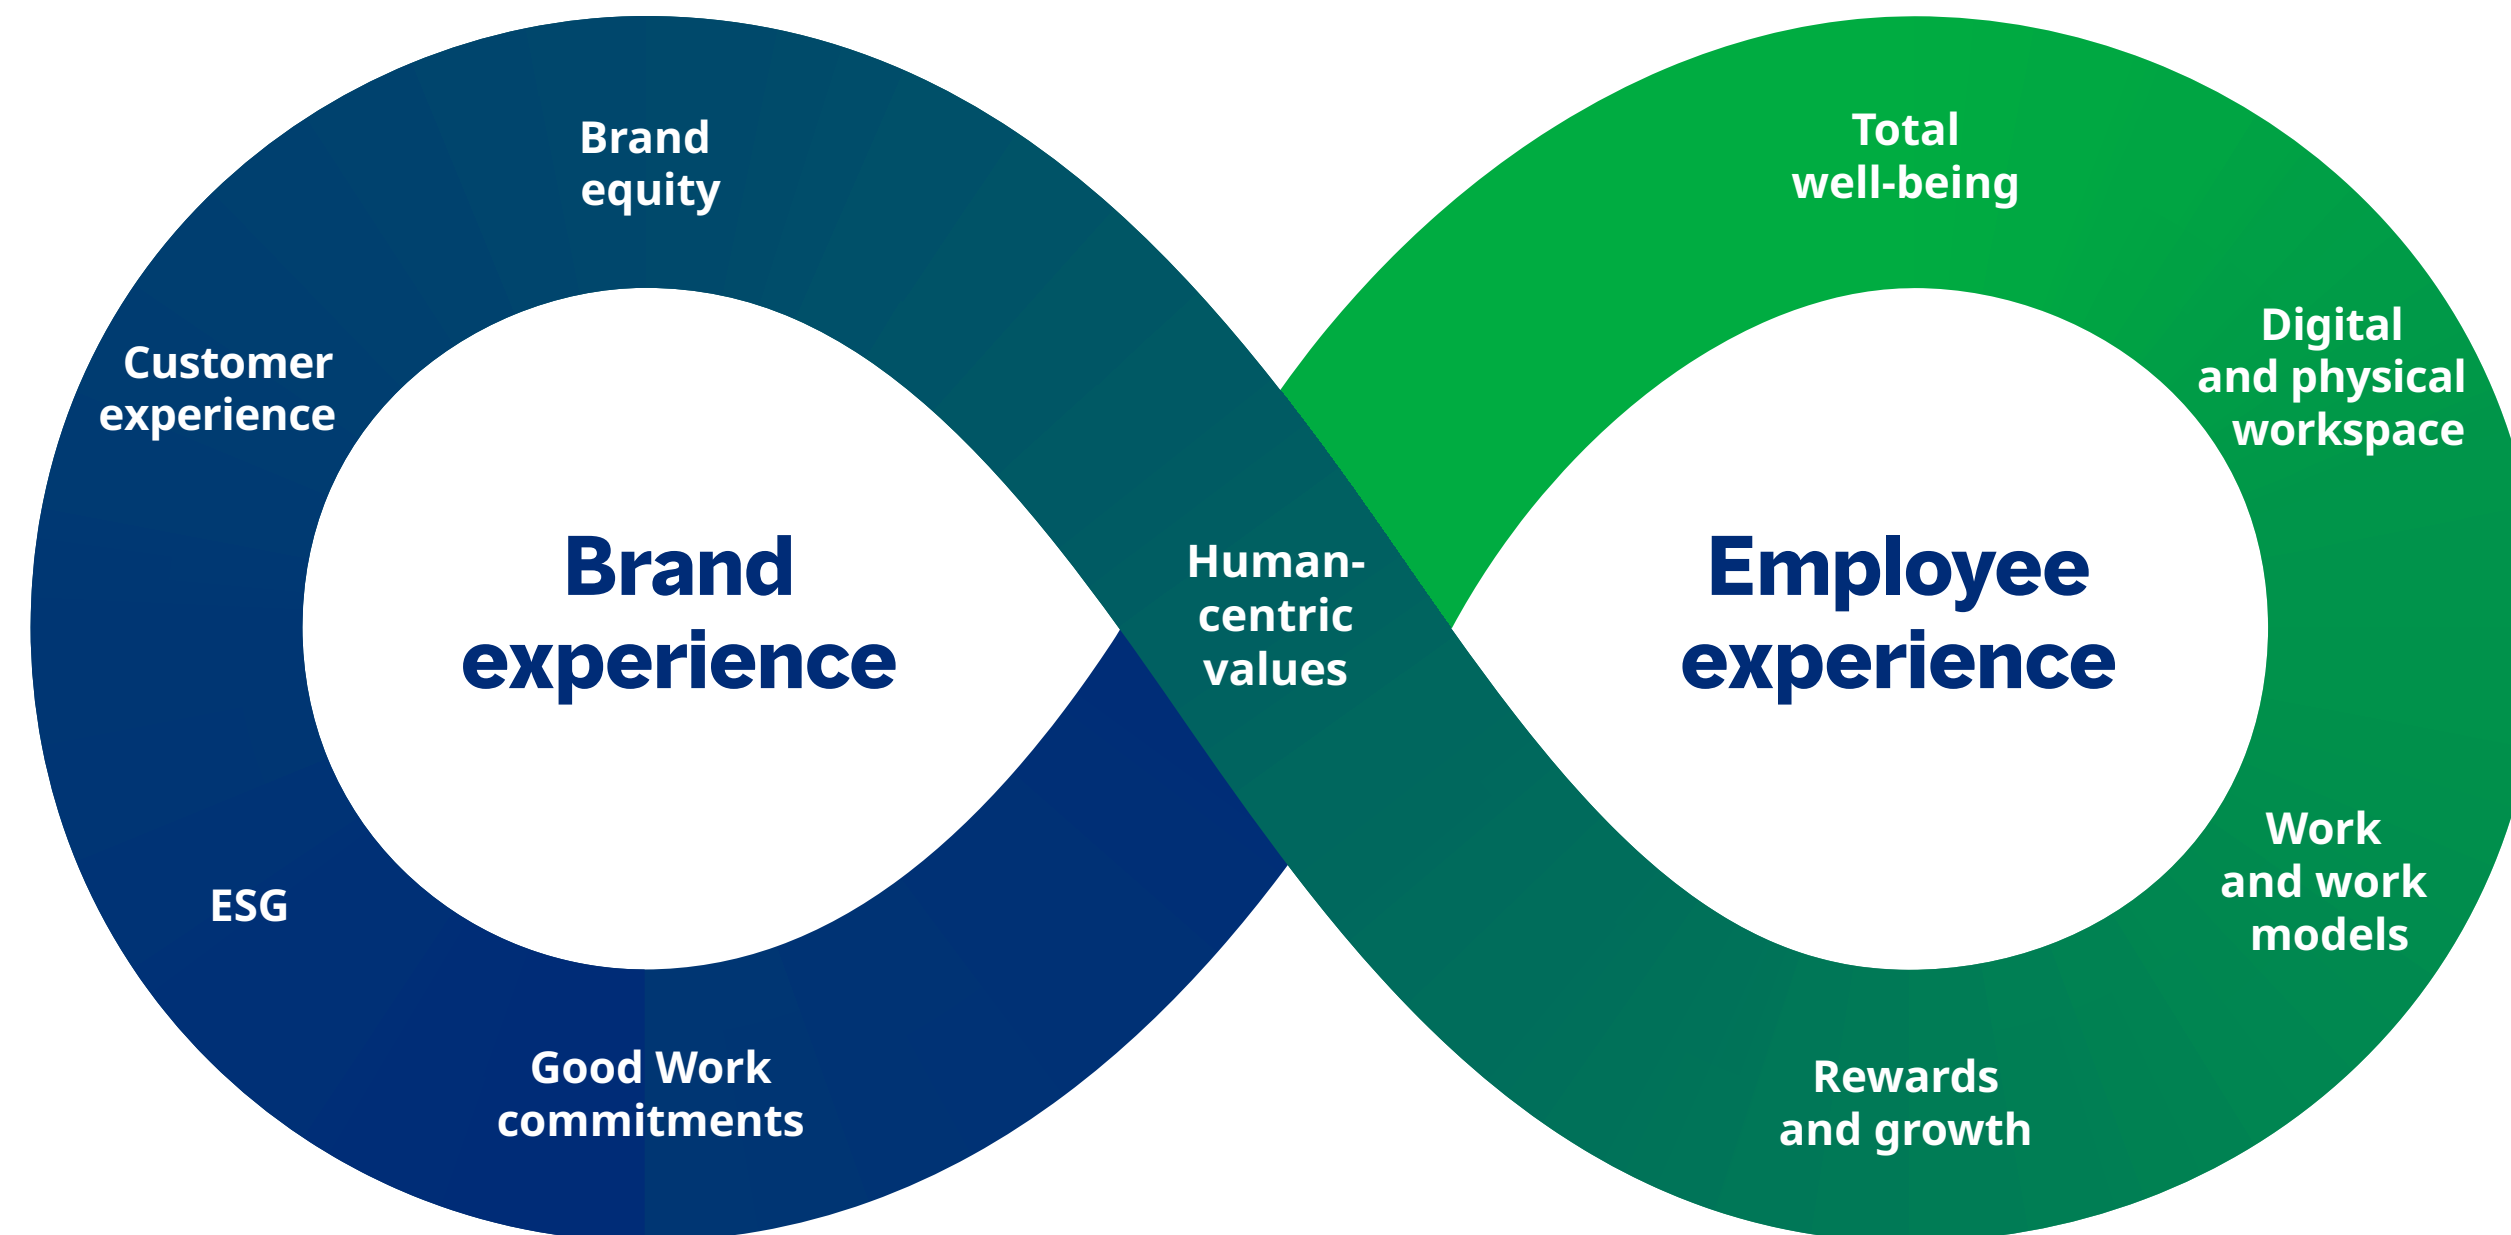 Brand
equity
Customer
experience
Brand
experience
ESG
Good Work
commitments
Human-
centric
values
Total
well-being
Digital
and physical
workspace
Employee
experience
Work
and work
models
Rewards
and growth